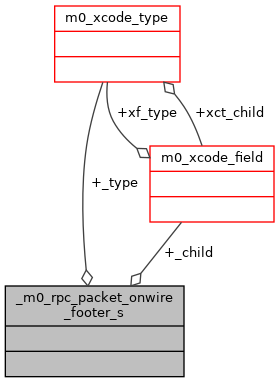 m0_xcode_type
+xf_type
+xct_child
m0_xcode_field
+_type
+_child
_m0_rpc_packet_onwire
_footer_s